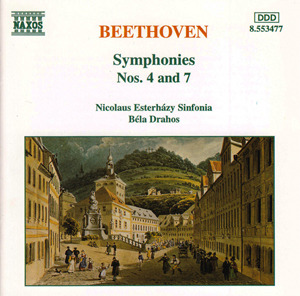 NAXOS
DDD
8.553477
BEETHOVEN
Symphonies
Nos. 4 and 7
Nicolaus Esterházy Sinfonia
Béla Drahos